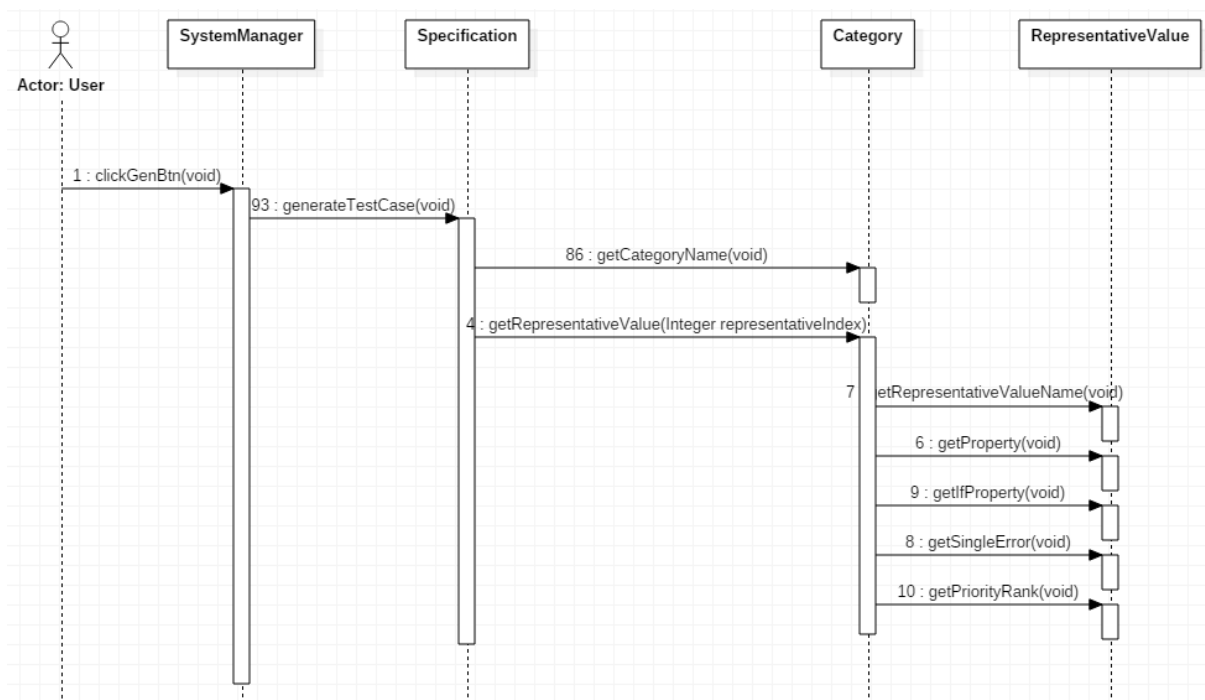 SystemManager
Specification
Category
RepresentativeValue
Actor: User
1 : clickGenBtn(void)
93 : generateTestCase(void)
86 : getCategoryName(void)
4 : getRepresentativeValue(Integer representativeIndex)
7 etRepresentativeValueName(void)
6 : getProperty(void)
9 : getIfProperty(void)
8 : getSingleError(void)
10 : getPriorityRank(void)